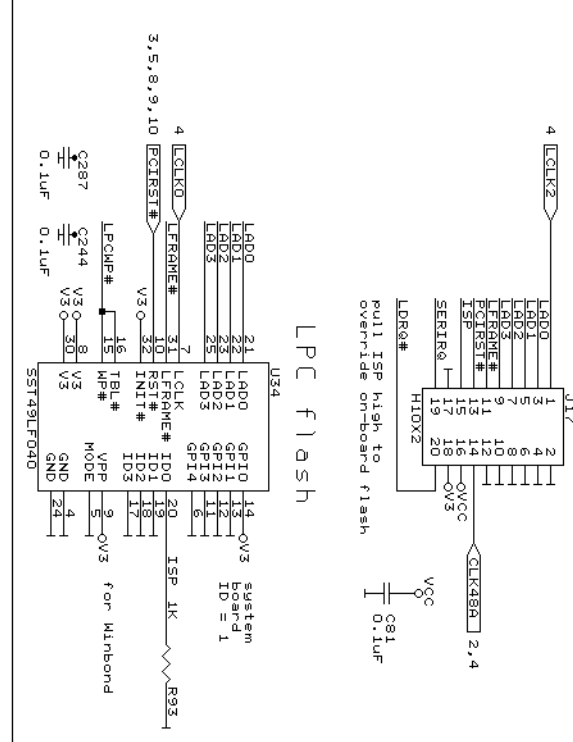 4 LCLK2
LAD0
LAD1
LAD2
LAD3
LFRAME#
PCIRST#
ISP
SERIRQ
LDRQ#
1 2
3 4
5 6
7 8
9 10
11 12
13 14
15 16
17 18
19 20
H10X2
CLK48A 2,4
VCC
V3
VCC
C81
0.1uF
pull ISP high to
override on-board flash
LPC flash
U34
LAD0 21 LAD0 GPI0 14 V3
LAD1 22 LAD1 GPI1 13
LAD2 23 LAD2 GPI2 12
LAD3 25 LAD3 GPI3 11
GPI4 6
system
board
ID = 1
4 LCLK0 7 LCLK
LFRAME# 31 LFRAME# ID0 20 ISP 1K R93
3,5,8,9,10 PCIRST# 10 RST# ID1 19
V3 32 INIT# ID2 18
ID3 17
16 TBL#
LPCWP# 15 WP#
VPP 9 V3
MODE 5
for Winbond
V3 8 V3 GND 4
V3 30 V3 GND 24
SST49LF040
C287
0.1uF
C244
0.1uF